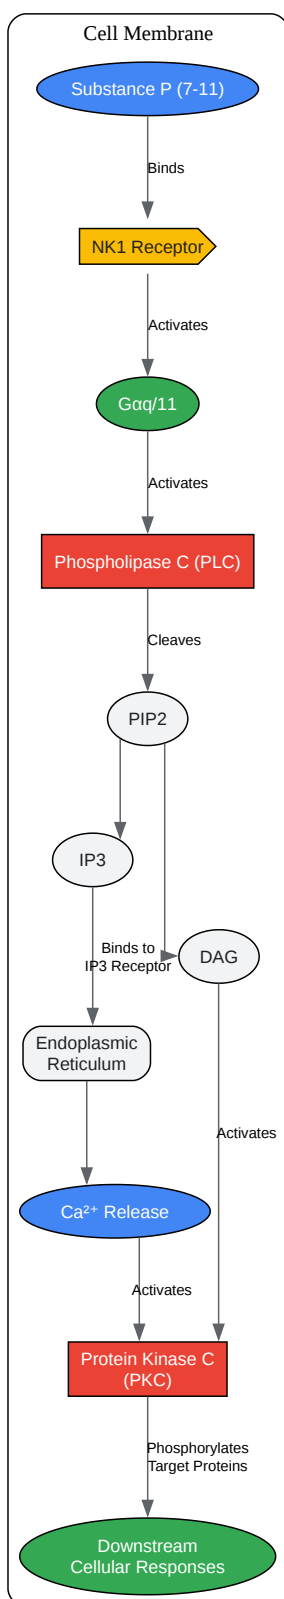 Cell Membrane
Substance P (7-11)
Binds
NK1 Receptor
Activates
Gαq/11
Activates
Phospholipase C (PLC)
Cleaves
PIP2
IP3
Binds to
IP3 Receptor
DAG
Endoplasmic
Reticulum
Activates
Ca²⁺ Release
Activates
Protein Kinase C
(PKC)
Phosphorylates
Target Proteins
Downstream
Cellular Responses